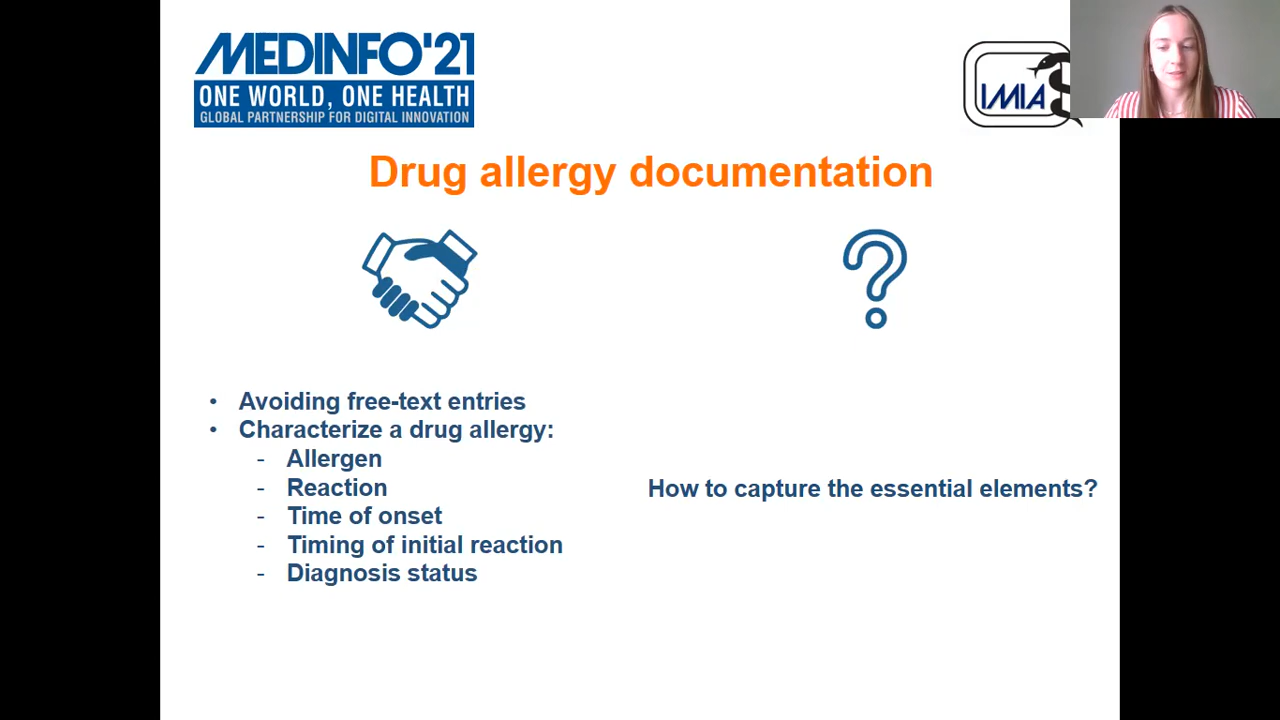 MEDINFO'21
ONE WORLD, ONE HEALTH
GLOBAL PARTNERSHIP FOR DIGITAL INNOVATION
IMIA
Drug allergy documentation
• Avoiding free-text entries
• Characterize a drug allergy:
- Allergen
- Reaction
- Time of onset
- Timing of initial reaction
- Diagnosis status
How to capture the essential elements?